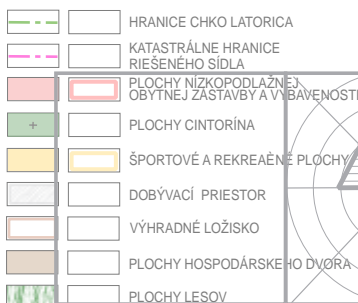 HRANICE CHKO LATORICA
KATASTRÁLNE HRANICE
RIEŠENÉHO SÍDLA
PLOCHY NÍZKOPODLAŽNEJ
OBYTNEJ ZÁSTAVBY A VYBAVENOSTI
PLOCHY CINTORÍNA
ŠPORTOVÉ A REKREAÈNÉ PLOCHY
DOBÝVACÍ PRIESTOR
VÝHRADNÉ LOŽISKO
PLOCHY HOSPODÁRSKEHO DVORA
PLOCHY LESOV